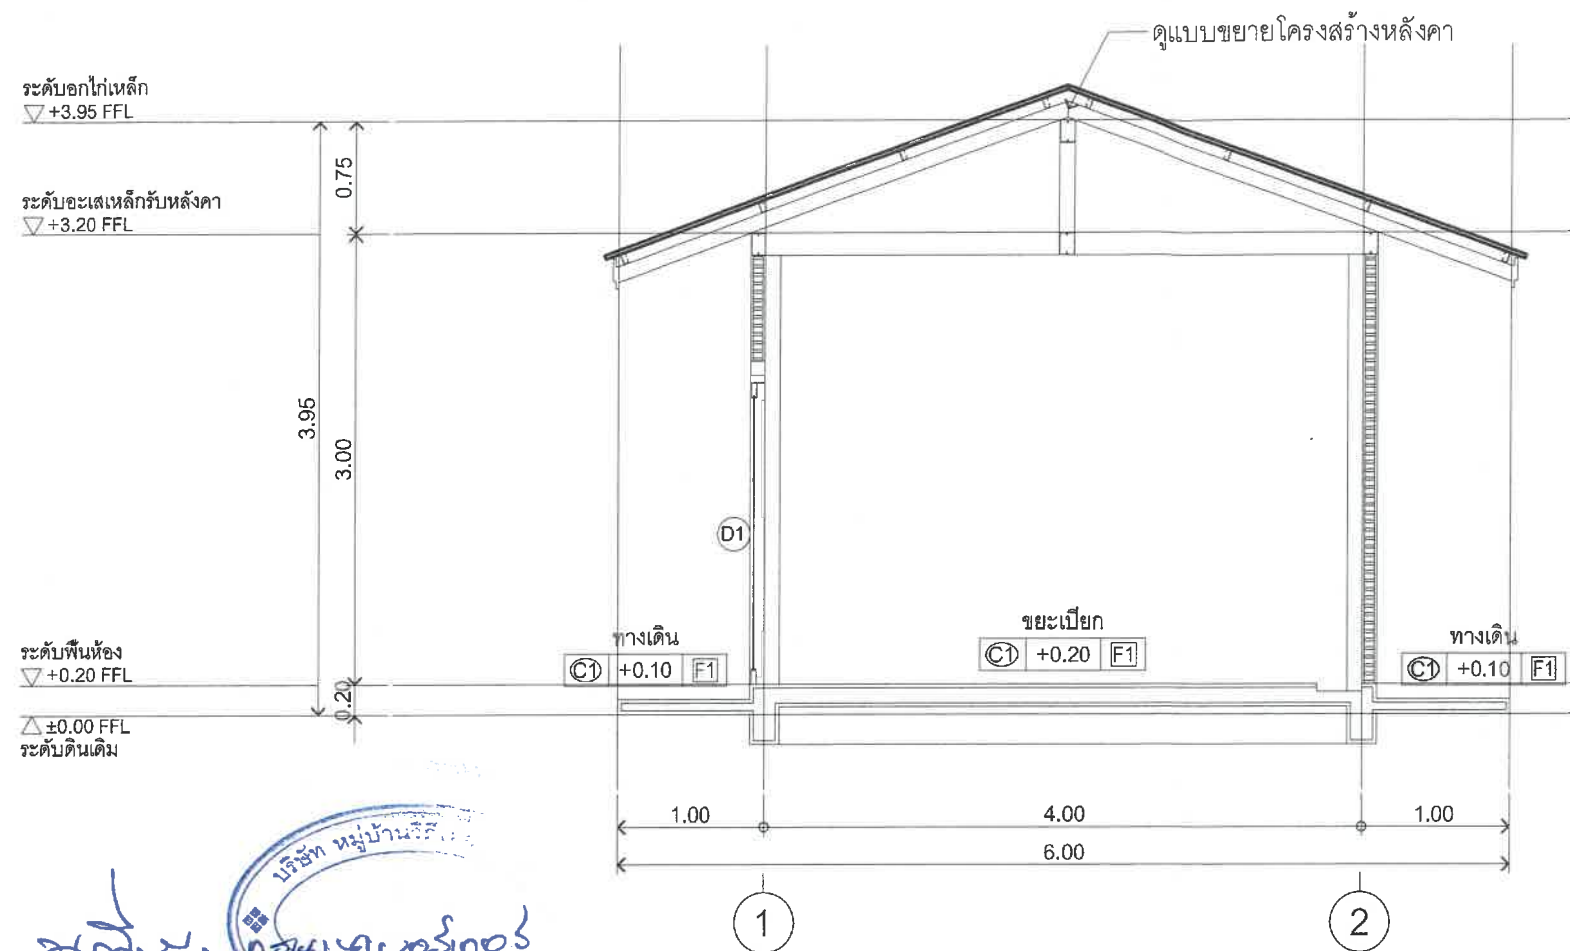 ดูแบบขยายโครงสร้างหลังคา
ระดับอกไก่เหล็ก
+3.95 FFL
0.75
ระดับอะเสเหล็กรับหลังคา
+3.20 FFL
3.95
3.00
D1
ระดับพื้นห้อง
+0.20 FFL
0.20
±0.00 FFL
ระดับดินเดิม
ทางเดิน
C1 +0.10 F1
ขยะเปียก
C1 +0.20 F1
ทางเดิน
C1 +0.10 F1
1.00 4.00 1.00
6.00
1 2
บริษัท หมู่บ้าน